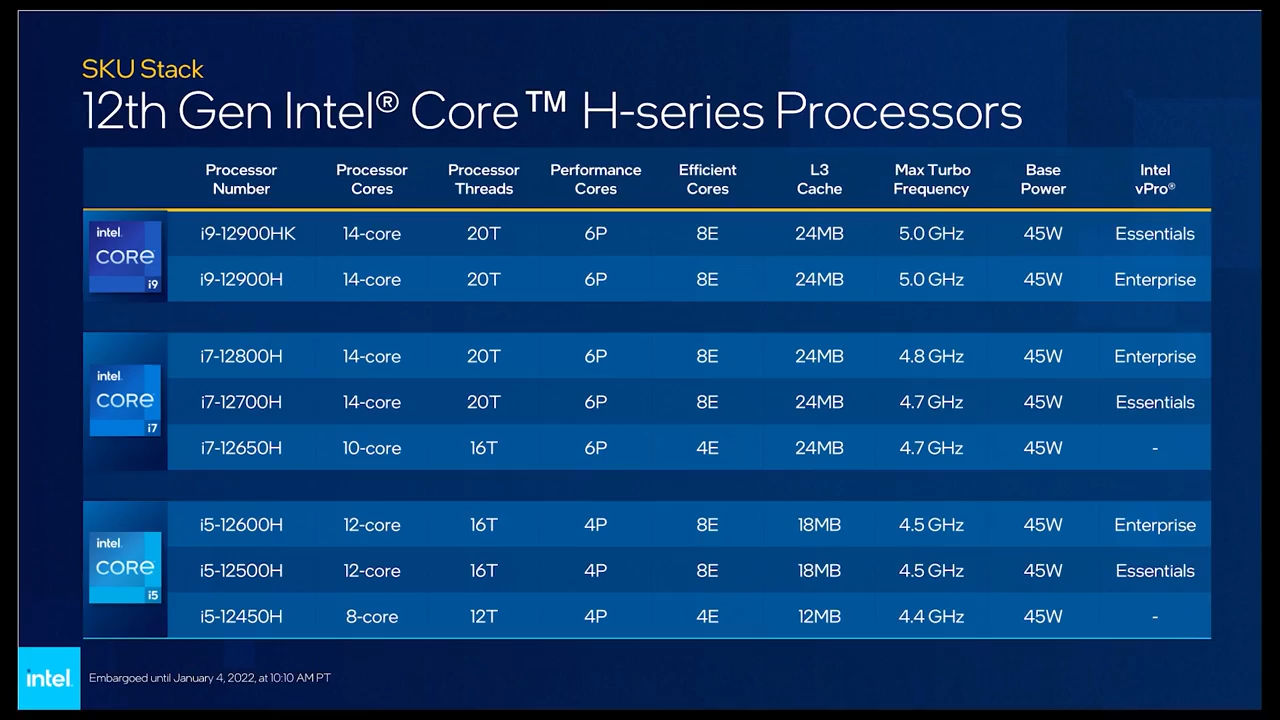 SKU Stack
12th Gen Intel® Core™ H-series Processors
Processor Number Processor Cores Processor Threads Performance Cores Efficient Cores L3 Cache Max Turbo Frequency Base Power Intel vPro®
intel. CORE i9
i9-12900HK 14-core 20T 6P 8E 24MB 5.0 GHz 45W Essentials
i9-12900H 14-core 20T 6P 8E 24MB 5.0 GHz 45W Enterprise
intel. CORE i7
i7-12800H 14-core 20T 6P 8E 24MB 4.8 GHz 45W Enterprise
i7-12700H 14-core 20T 6P 8E 24MB 4.7 GHz 45W Essentials
i7-12650H 10-core 16T 6P 4E 24MB 4.7 GHz 45W -
intel. CORE i5
i5-12600H 12-core 16T 4P 8E 18MB 4.5 GHz 45W Enterprise
i5-12500H 12-core 16T 4P 8E 18MB 4.5 GHz 45W Essentials
i5-12450H 8-core 12T 4P 4E 12MB 4.4 GHz 45W -
intel. Embargoed until January 4, 2022, at 10:10 AM PT